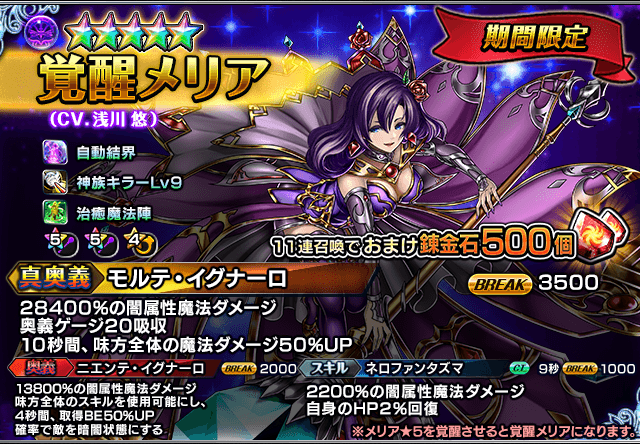 期間限定
覚醒メリア
(CV.浅川 悠)
自動結界
神族キラーLv9
治癒魔法陣
5 5 4
11連召喚でおまけ錬金石500個
真奥義 モルテ・イグナーロ BREAK 3500
28400%の闇属性魔法ダメージ
奥義ゲージ20吸収
10秒間、味方全体の魔法ダメージ50%UP
奥義 ニエンテ・イグナーロ BREAK 2000
13800%の闇属性魔法ダメージ
味方全体のスキルを使用可能にし、
4秒間、取得BE50%UP
確率で敵を暗闇状態にする
スキル ネロファンタズマ CT 9秒 BREAK 1000
2200%の闇属性魔法ダメージ
自身のHP2%回復
※メリア★5を覚醒させると覚醒メリアになります。